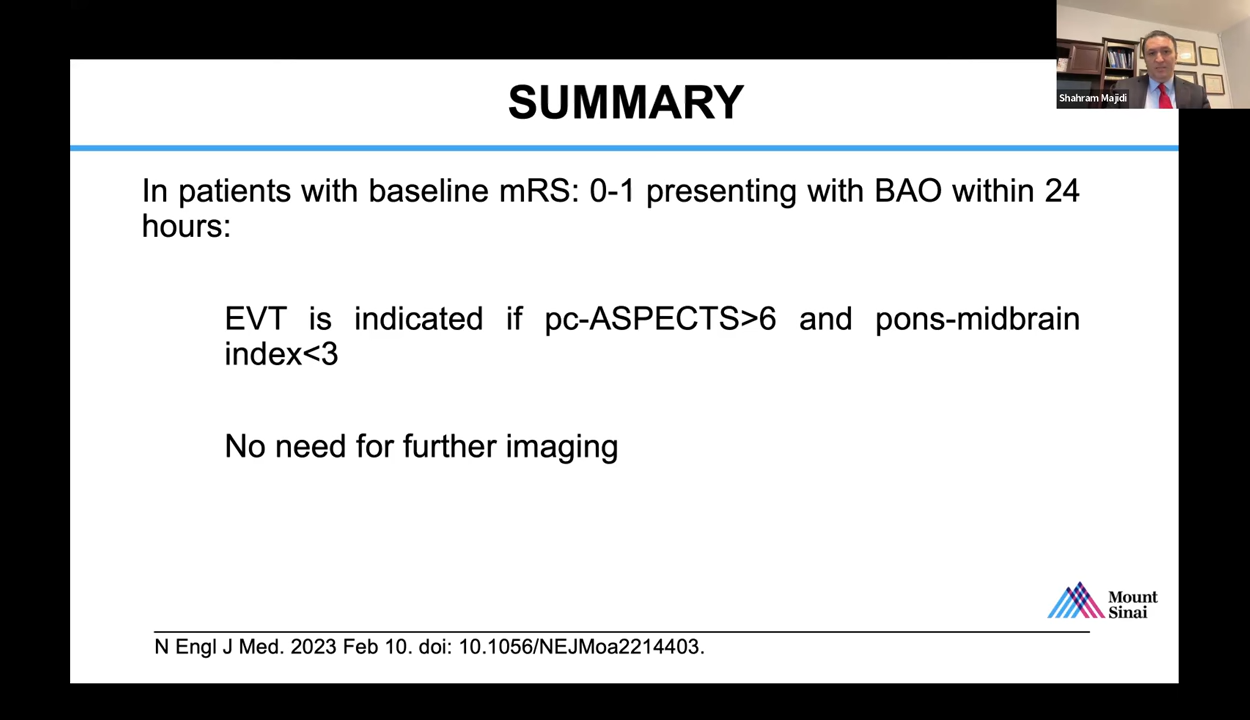 SUMMARY
Shahram Majidi
In patients with baseline mRS: 0-1 presenting with BAO within 24
hours:
EVT is indicated if pc-ASPECTS>6 and pons-midbrain
index<3
No need for further imaging
Mount
Sinai
N Engl J Med. 2023 Feb 10. doi: 10.1056/NEJMoa2214403.